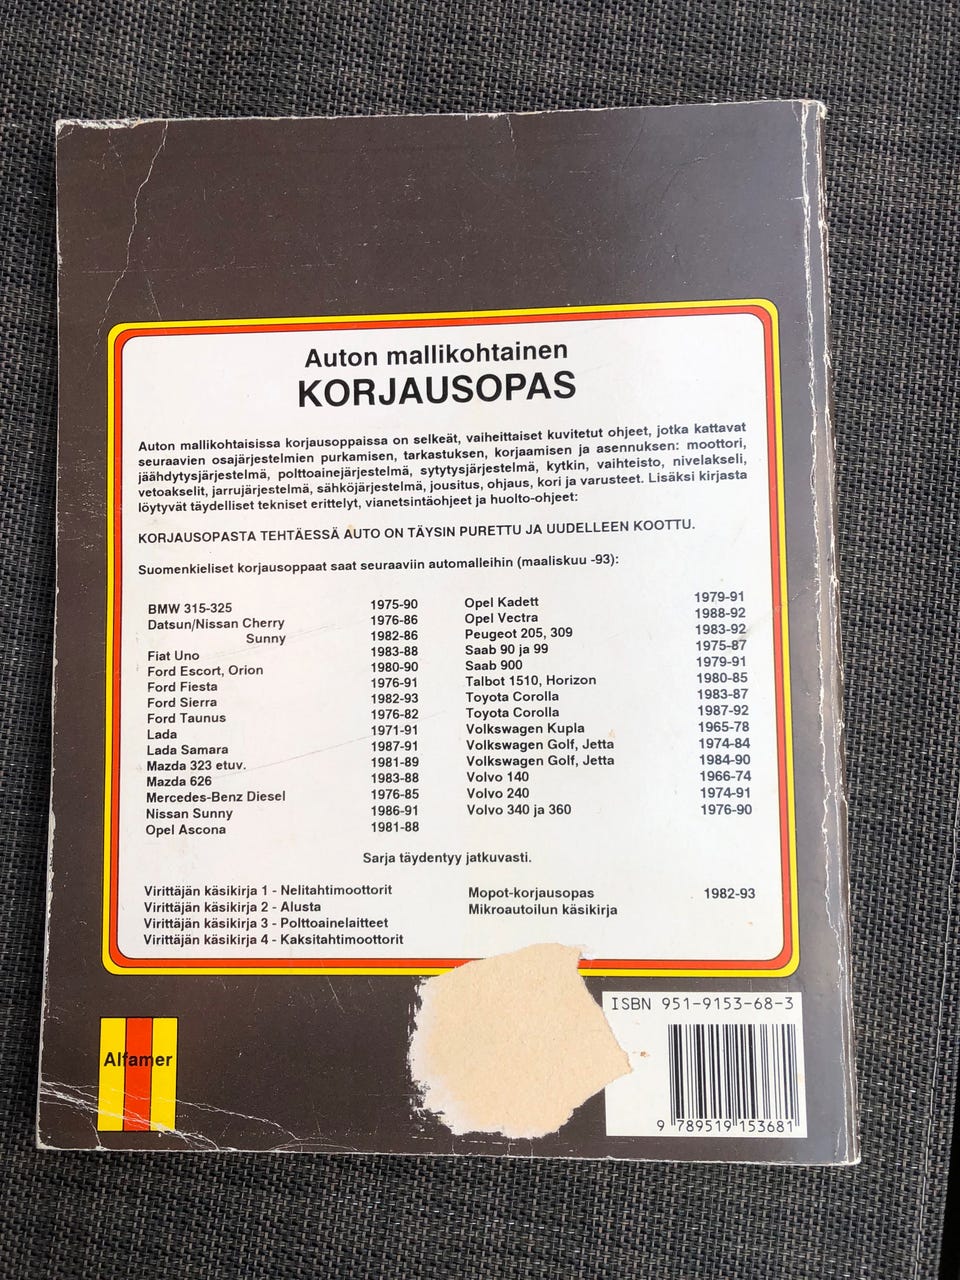 Auton mallikohtainen
KORJAUSOPAS
Auton mallikohtaisissa korjausoppaissa on selkeät, vaiheittaiset kuvitetut ohjeet, jotka kattavat
seuraavien osajärjestelmien purkamisen, tarkastuksen, korjaamisen ja asennuksen: moottori,
jäähdytysjärjestelmä, polttoainejärjestelmä, sytytysjärjestelmä, kytkin, vaihteisto, nivelakseli,
vetoakselit, jarrujärjestelmä, sähköjärjestelmä, jousitus, ohjaus, kori ja varusteet. Lisäksi kirjasta
löytyvät täydelliset tekniset erittelyt, vianetsintäohjeet ja huolto-ohjeet:
KORJAUSOPASTA TEHTÄESSÄ AUTO ON TÄYSIN PURETTU JA UUDELLEEN KOOTTU.
Suomenkieliset korjausoppaat saat seuraaviin automalleihin (maaliskuu -93):
BMW 315-325 1975-90
Datsun/Nissan Cherry 1976-86
Sunny 1982-86
Fiat Uno 1983-88
Ford Escort, Orion 1980-90
Ford Fiesta 1976-91
Ford Sierra 1982-93
Ford Taunus 1976-82
Lada 1971-91
Lada Samara 1987-91
Mazda 323 etuv. 1981-89
Mazda 626 1983-88
Mercedes-Benz Diesel 1976-85
Nissan Sunny 1986-91
Opel Ascona 1981-88
Opel Kadett 1979-91
Opel Vectra 1988-92
Peugeot 205, 309 1983-92
Saab 90 ja 99 1975-87
Saab 900 1979-91
Talbot 1510, Horizon 1980-85
Toyota Corolla 1983-87
Toyota Corolla 1987-92
Volkswagen Kupla 1965-78
Volkswagen Golf, Jetta 1974-84
Volkswagen Golf, Jetta 1984-90
Volvo 140 1966-74
Volvo 240 1974-91
Volvo 340 ja 360 1976-90
Sarja täydentyy jatkuvasti.
Virittäjän käsikirja 1 - Nelitahtimoottorit
Virittäjän käsikirja 2 - Alusta
Virittäjän käsikirja 3 - Polttoainelaitteet
Virittäjän käsikirja 4 - Kaksitahtimoottorit
Mopot-korjausopas 1982-93
Mikroautoilun käsikirja
Alfamer
ISBN 951-9153-68-3
9 789519 153681